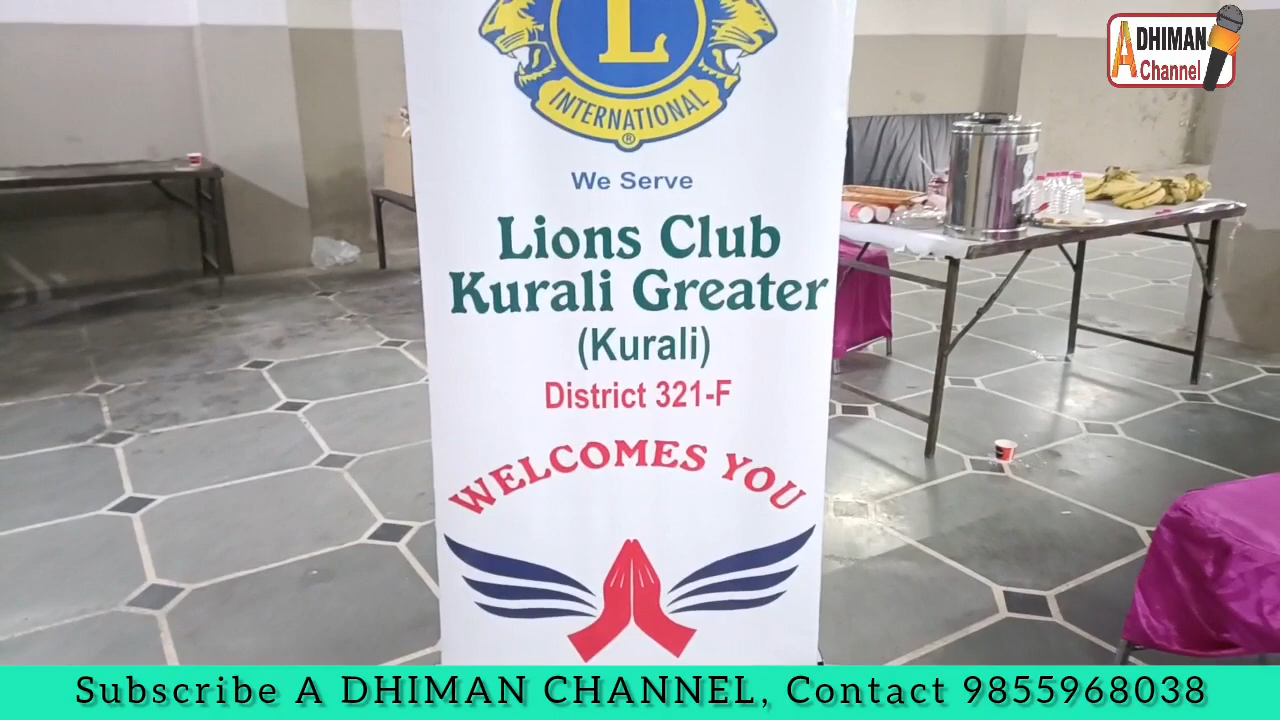 A DHIMAN
Channel
L
INTERNATIONAL
®
We Serve
Lions Club
Kurali Greater
(Kurali)
District 321-F
WELCOMES YOU
Subscribe A DHIMAN CHANNEL, Contact 9855968038